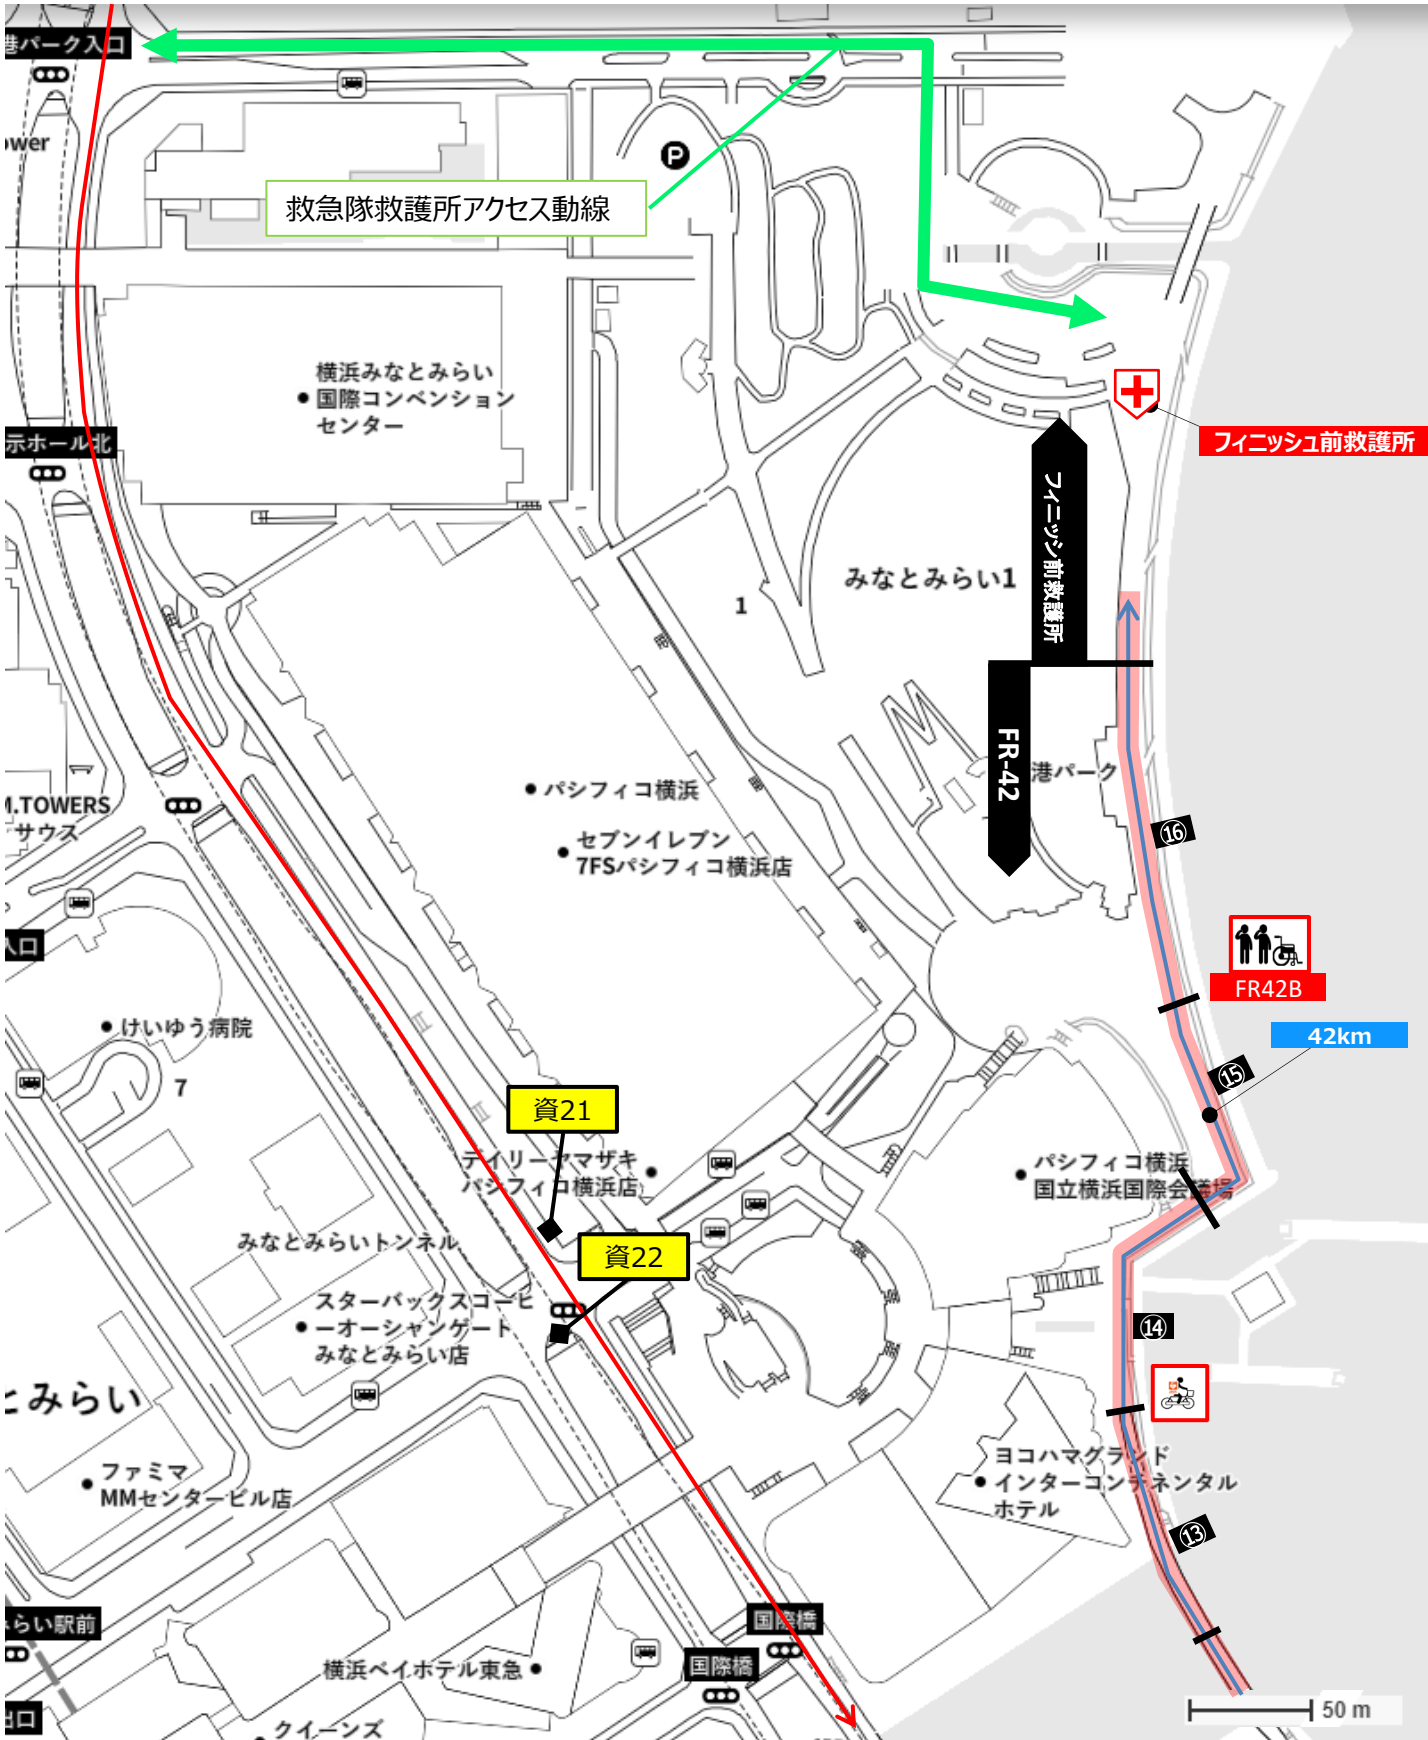 港パーク入口
ower
P
救急隊救護所アクセス動線
横浜みなとみらい
国際コンベンション
センター
示ホール北
フィニッシュ前救護所
フィニッシ前救護所
みなとみらい1
1
FR-42
港パーク
パシフィコ横浜
セブンイレブン
7FSパシフィコ横浜店
M.TOWERS
サウス
⑯
入口
FR42B
けいゆう病院
7
42km
⑮
資21
デイリーヤマザキ
パシフィコ横浜店
パシフィコ横浜
国立横浜国際会議場
みなとみらいトンネル
資22
スターバックスコーヒ
ーオーシャンゲート
みなとみらい店
⑭
とみらい
ファミマ
MMセンタービル店
ヨコハマグランド
インターコンチネンタル
ホテル
⑬
らい駅前
国際橋
国際橋
横浜ベイホテル東急
出口
クイーンズ
50 m